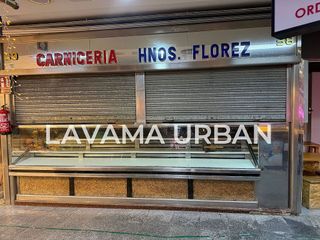 ORD
CARNICERIA HNOS. FLOREZ
LAVAMA URBAN